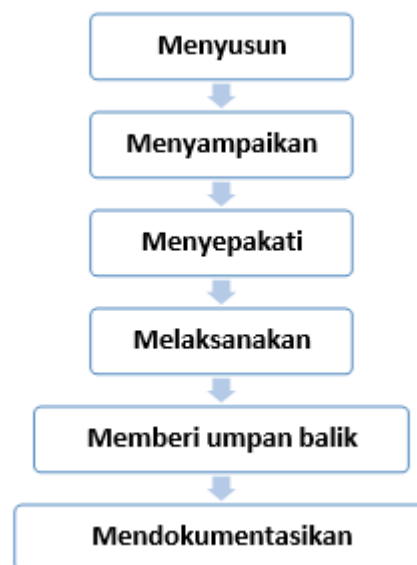 Menyusun
Menyampaikan
Menyepakati
Melaksanakan
Memberi umpan balik
Mendokumentasikan